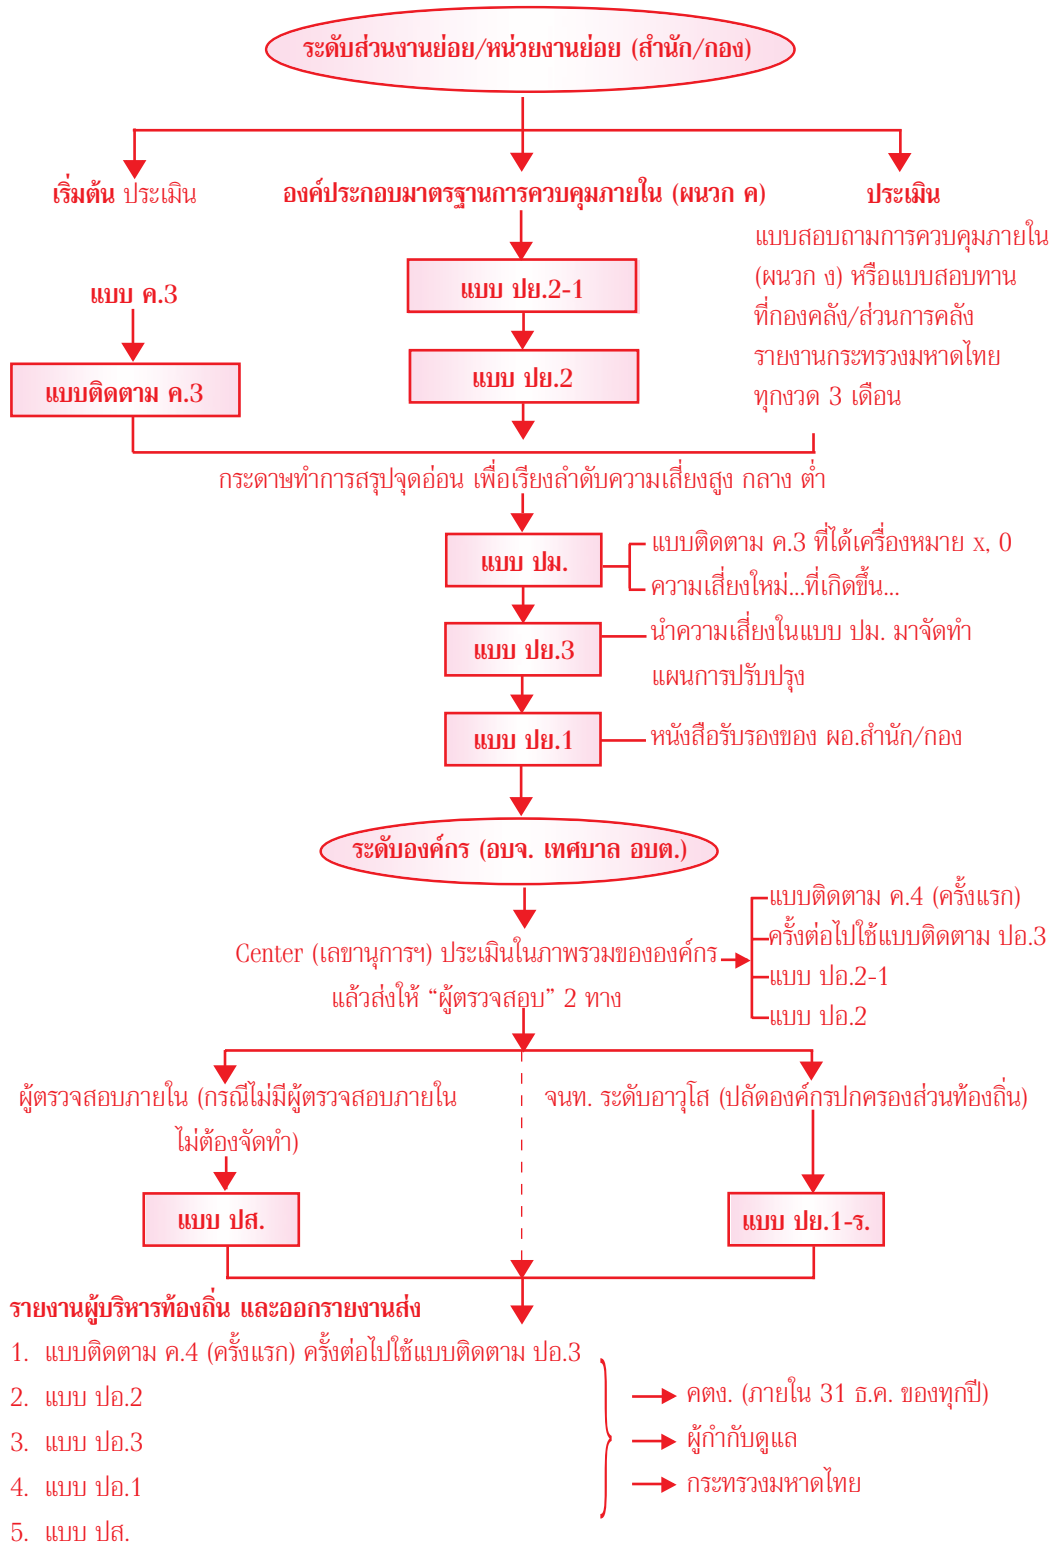 ระดับส่วนงานย่อย/หน่วยงานย่อย (สำนัก/กอง)
เริ่มต้น ประเมิน
องค์ประกอบมาตรฐานการควบคุมภายใน (ผนวก ค)
ประเมิน
แบบสอบถามการควบคุมภายใน
(ผนวก ง) หรือแบบสอบทาน
ที่กองคลัง/ส่วนการคลัง
รายงานกระทรวงมหาดไทย
ทุกงวด 3 เดือน
แบบ ค.3
แบบติดตาม ค.3
แบบ ปย.2-1
แบบ ปย.2
กระดาษทำการสรุปจุดอ่อน เพื่อเรียงลำดับความเสี่ยงสูง กลาง ต่ำ
แบบ ปม.
แบบติดตาม ค.3 ที่ได้เครื่องหมาย x, 0
ความเสี่ยงใหม่...ที่เกิดขึ้น...
แบบ ปย.3
นำความเสี่ยงในแบบ ปม. มาจัดทำ
แผนการปรับปรุง
แบบ ปย.1
หนังสือรับรองของ ผอ.สำนัก/กอง
ระดับองค์กร (อบจ. เทศบาล อบต.)
Center (เลขานุการฯ) ประเมินในภาพรวมขององค์กร
แล้วส่งให้ “ผู้ตรวจสอบ” 2 ทาง
แบบติดตาม ค.4 (ครั้งแรก)
ครั้งต่อไปใช้แบบติดตาม ปอ.3
แบบ ปอ.2-1
แบบ ปอ.2
ผู้ตรวจสอบภายใน (กรณีไม่มีผู้ตรวจสอบภายใน
ไม่ต้องจัดทำ)
จนท. ระดับอาวุโส (ปลัดองค์กรปกครองส่วนท้องถิ่น)
แบบ ปส.
แบบ ปย.1-ร.
รายงานผู้บริหารท้องถิ่น และออกรายงานส่ง
1. แบบติดตาม ค.4 (ครั้งแรก) ครั้งต่อไปใช้แบบติดตาม ปอ.3
2. แบบ ปอ.2
3. แบบ ปอ.3
4. แบบ ปอ.1
5. แบบ ปส.
คตง. (ภายใน 31 ธ.ค. ของทุกปี)
ผู้กำกับดูแล
กระทรวงมหาดไทย